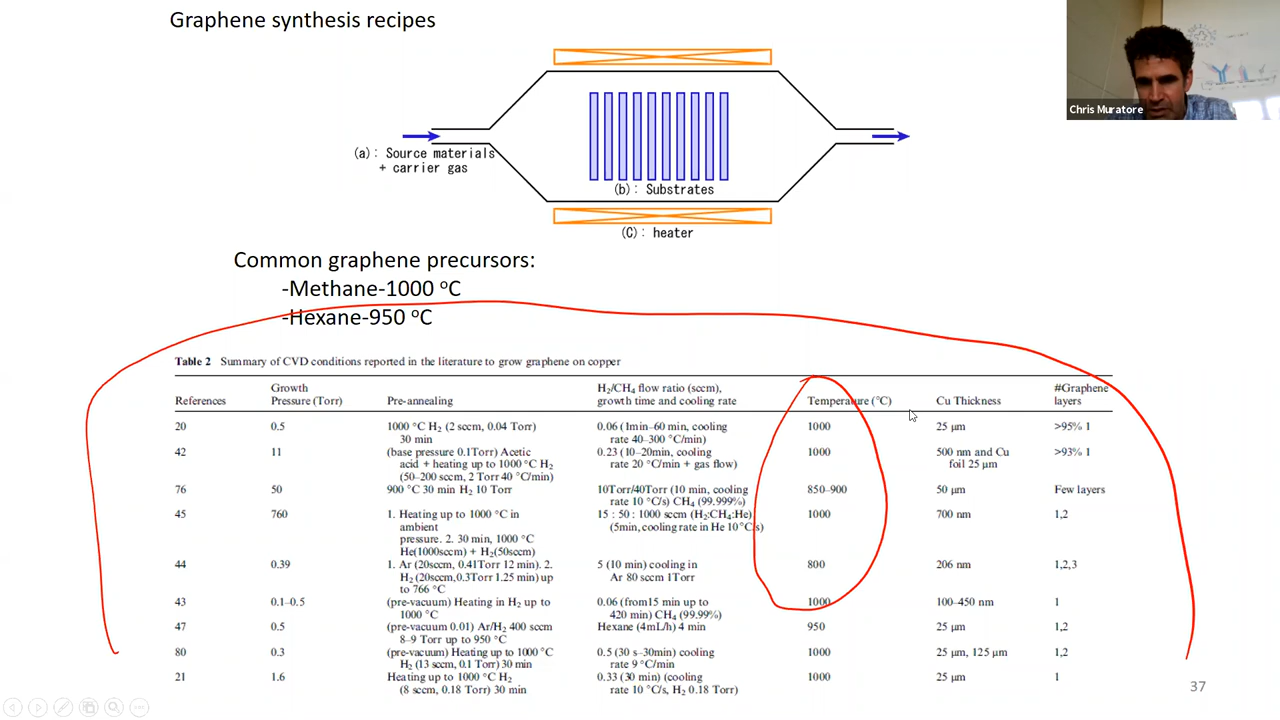 Graphene synthesis recipes
Chris Muratore
(a): Source materials
+ carrier gas
(b): Substrates
(C): heater
Common graphene precursors:
-Methane-1000 °C
-Hexane-950 °C
Table 2 Summary of CVD conditions reported in the literature to grow graphene on copper
References Growth Pressure (Torr) Pre-annealing H2/CH4 flow ratio (sccm), growth time and cooling rate Temperature (°C) Cu Thickness #Graphene layers
20 0.5 1000 °C H2 (2 sccm, 0.04 Torr) 0.06 (1min–60 min, cooling 1000 25 μm >95% 1
30 min rate 40–300 °C/min)
42 11 (base pressure 0.1Torr) Acetic 0.23 (10–20min, cooling 1000 500 nm and Cu >93% 1
acid + heating up to 1000 °C H2 rate 20 °C/min + gas flow) foil 25 μm
(50–200 sccm, 2 Torr 40 °C/min)
76 50 900 °C 30 min H2 10 Torr 10Torr/40Torr (10 min, cooling 850–900 50 μm Few layers
rate 10 °C/s) CH4 (99.999%)
45 760 1. Heating up to 1000 °C in 15 : 50 : 1000 sccm (H2:CH4:He) 1000 700 nm 1,2
ambient (5min, cooling rate in He 10°C/s)
pressure. 2. 30 min, 1000 °C
He(1000sccm) + H2(50sccm)
44 0.39 1. Ar (20sccm, 0.41Torr 12 min). 2. 5 (10 min) cooling in 800 206 nm 1,2,3
H2 (20sccm,0.3Torr 1.25 min) up Ar 80 sccm 1Torr
to 766 °C
43 0.1–0.5 (pre-vacuum) Heating in H2 up to 0.06 (from15 min up to 1000 100–450 nm 1
1000 °C 420 min) CH4 (99.99%)
47 0.5 (pre-vacuum 0.01) Ar/H2 400 sccm Hexane (4mL/h) 4 min 950 25 μm 1,2
8–9 Torr up to 950 °C
80 0.3 (pre-vacuum) Heating up to 1000 °C 0.5 (30 s–30min) cooling 1000 25 μm, 125 μm 1,2
H2 (13 sccm, 0.1 Torr) 30 min rate 9 °C/min
21 1.6 Heating up to 1000 °C H2 0.33 (30 min) (cooling 1000 25 μm 1
(8 sccm, 0.18 Torr) 30 min rate 10 °C/s, H2 0.18 Torr)
37